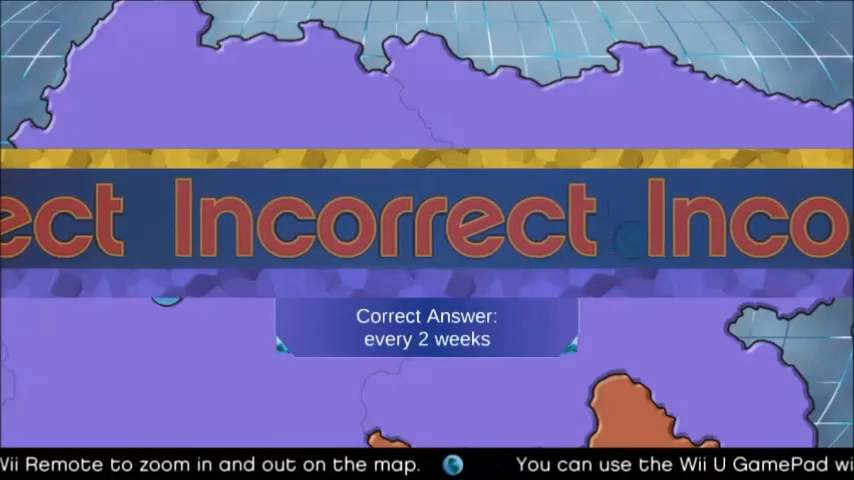 ect Incorrect Inco
Correct Answer:
every 2 weeks
Wii Remote to zoom in and out on the map. You can use the Wii U GamePad wi